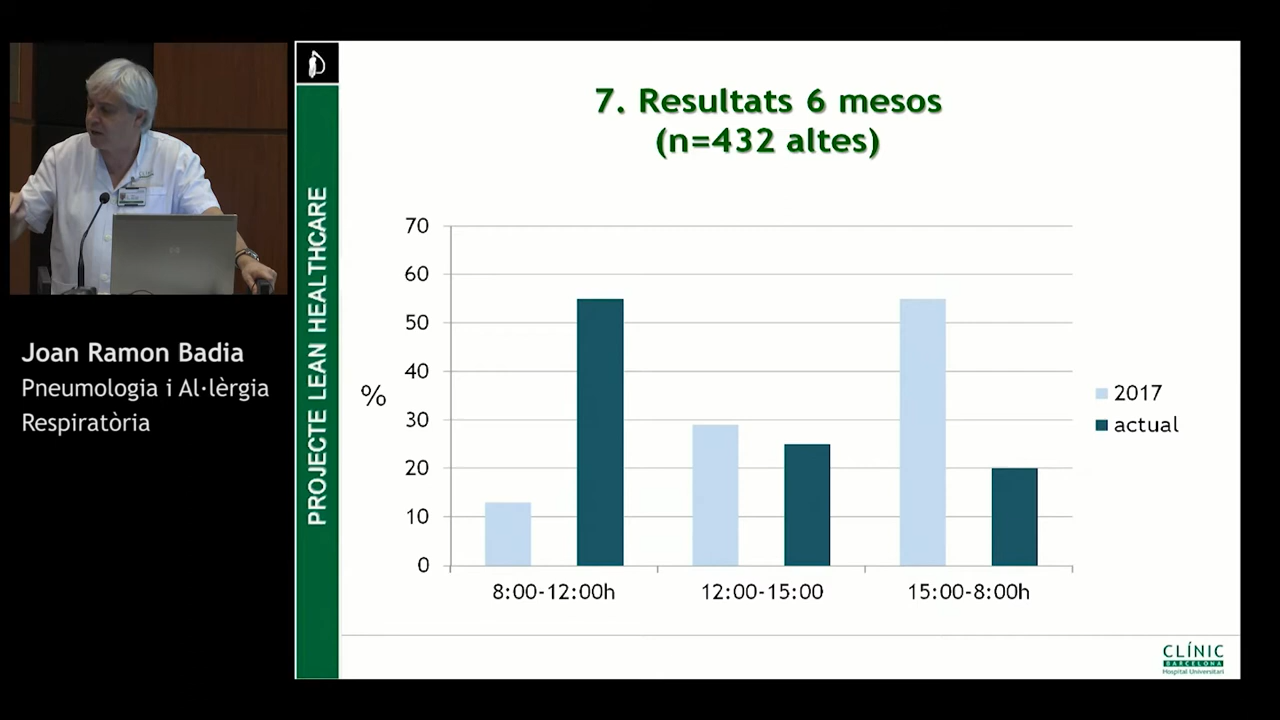 7. Resultats 6 mesos
(n=432 altes)
PROJECTE LEAN HEALTHCARE
Joan Ramon Badia
Pneumologia i Al·lèrgia
Respiratòria
70
60
50
40
30
20
10
0
%
8:00-12:00h
12:00-15:00
15:00-8:00h
2017
actual
CLÍNIC
BARCELONA
Hospital Universitari